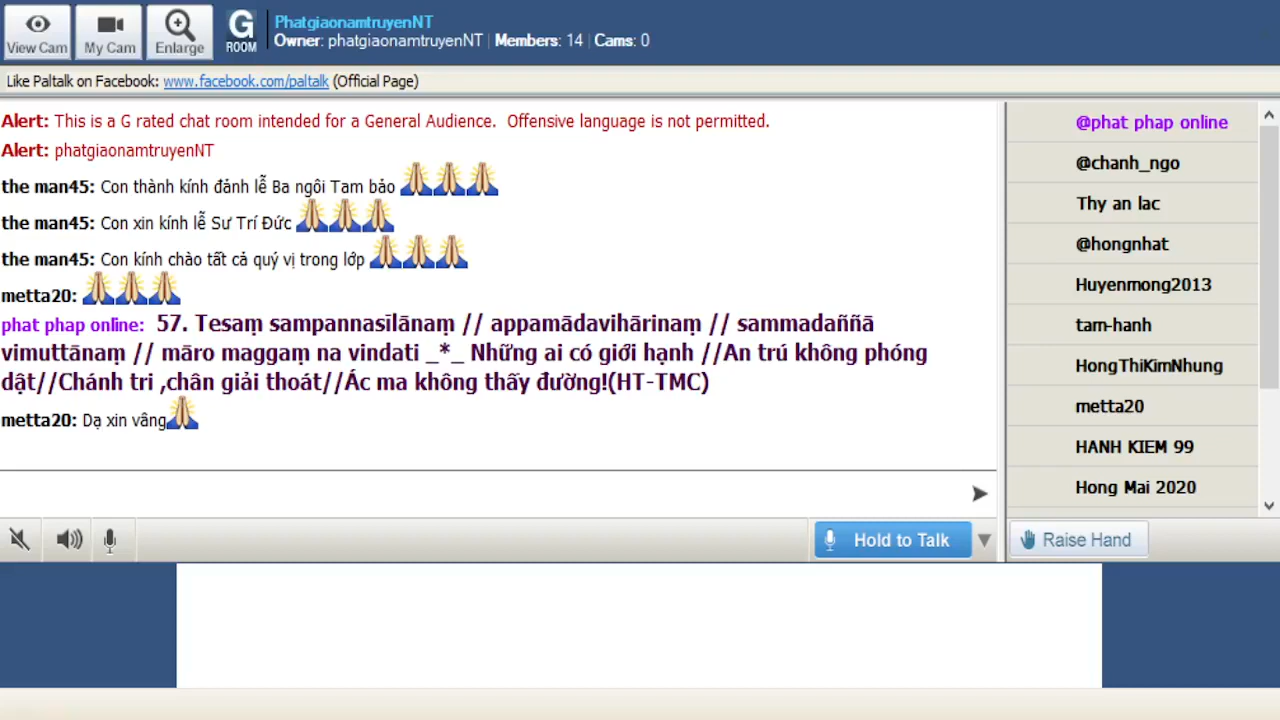 View Cam
My Cam
Enlarge
G
ROOM
PhatgiaonamtruyenNT
Owner: phatgiaonamtruyenNT | Members: 14 | Cams: 0
Like Paltalk on Facebook: www.facebook.com/paltalk (Official Page)
Alert: This is a G rated chat room intended for a General Audience. Offensive language is not permitted.
Alert: phatgiaonamtruyenNT
the man45: Con thành kính đảnh lễ Ba ngôi Tam bảo
the man45: Con xin kính lễ Sư Trí Đức
the man45: Con kính chào tất cả quý vị trong lớp
metta20:
phat phap online: 57. Tesaṃ sampannasīlānaṃ // appamādavihārinaṃ // sammadaññā
vimuttānaṃ // māro maggaṃ na vindati _*_ Những ai có giới hạnh //An trú không phóng
dật//Chánh tri ,chân giải thoát//Ác ma không thấy đường!(HT-TMC)
metta20: Dạ xin vâng
Hold to Talk
@phat phap online
@chanh_ngo
Thy an lac
@hongnhat
Huyenmong2013
tam-hanh
HongThiKimNhung
metta20
HANH KIEM 99
Hong Mai 2020
Raise Hand